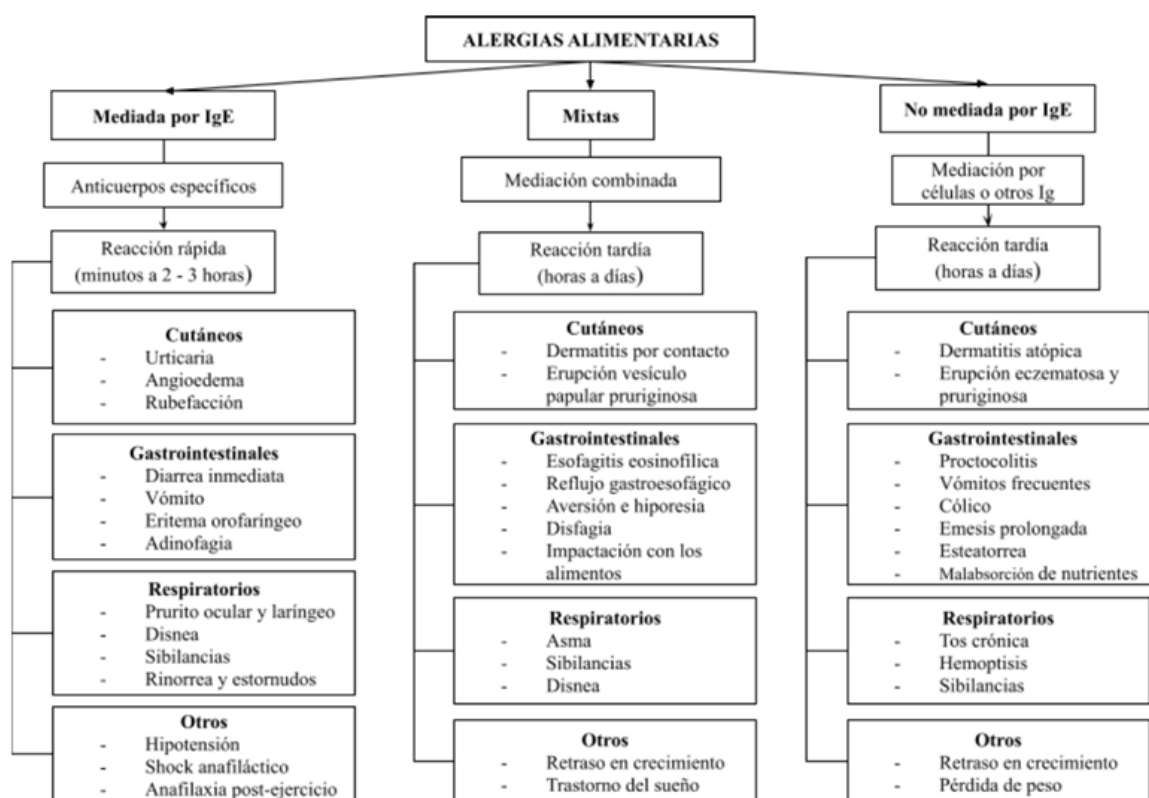 ALERGIAS ALIMENTARIAS
Mediada por IgE
Anticuerpos específicos
Reacción rápida
(minutos a 2 - 3 horas)
Cutáneos
- Urticaria
- Angioedema
- Rubefacción
Gastrointestinales
- Diarrea inmediata
- Vómito
- Eritema orofaríngeo
- Adinofagia
Respiratorios
- Prurito ocular y laríngeo
- Disnea
- Sibilancias
- Rinorrea y estornudos
Otros
- Hipotensión
- Shock anafiláctico
- Anafilaxia post-ejercicio
Mixtas
Mediación combinada
Reacción tardía
(horas a días)
Cutáneos
- Dermatitis por contacto
- Erupción vesículo
papular pruriginosa
Gastrointestinales
- Esofagitis eosinofílica
- Reflujo gastroesofágico
- Aversión e hiporesia
- Disfagia
- Impactación con los
alimentos
Respiratorios
- Asma
- Sibilancias
- Disnea
Otros
- Retraso en crecimiento
- Trastorno del sueño
No mediada por IgE
Mediación por
células o otros Ig
Reacción tardía
(horas a días)
Cutáneos
- Dermatitis atópica
- Erupción eczematosa y
pruriginosa
Gastrointestinales
- Proctocolitis
- Vómitos frecuentes
- Cólico
- Emesis prolongada
- Esteatorrea
- Malabsorción de nutrientes
Respiratorios
- Tos crónica
- Hemoptisis
- Sibilancias
Otros
- Retraso en crecimiento
- Pérdida de peso